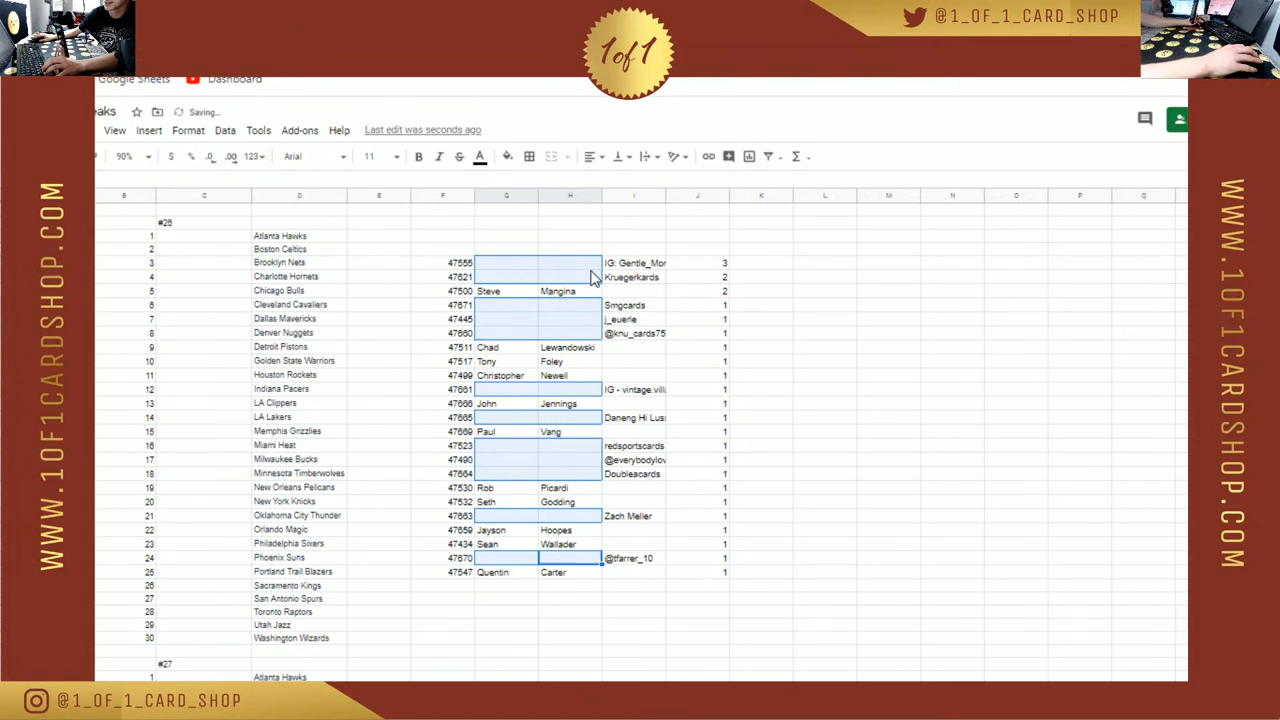 1of1
@1_OF_1_CARD_SHOP
Google Sheets Dashboard
eaks Saving…
View Insert Format Data Tools Add-ons Help Last edit was seconds ago
90% $ % .0 .00 123 Arial 11 B I S A
B C D E F G H I J K L M N O P Q
#26
1 Atlanta Hawks
2 Boston Celtics
3 Brooklyn Nets 47555 IG: Gentle_Mor 3
4 Charlotte Hornets 47621 Kruegerkards 2
5 Chicago Bulls 47500 Steve Mangina 2
6 Cleveland Cavaliers 47671 Smgcards 1
7 Dallas Mavericks 47445 j_euerle 1
8 Denver Nuggets 47660 @knu_cards75 1
9 Detroit Pistons 47511 Chad Lewandowski 1
10 Golden State Warriors 47517 Tony Foley 1
11 Houston Rockets 47499 Christopher Newell 1
12 Indiana Pacers 47661 IG - vintage.vill 1
13 LA Clippers 47666 John Jennings 1
14 LA Lakers 47665 Daneng Hi Lus 1
15 Memphis Grizzlies 47669 Paul Vang 1
16 Miami Heat 47523 redsportscards 1
17 Milwaukee Bucks 47490 @everybodylov 1
18 Minnesota Timberwolves 47664 Doubleacards 1
19 New Orleans Pelicans 47530 Rob Picardi 1
20 New York Knicks 47532 Seth Godding 1
21 Oklahoma City Thunder 47663 Zach Meller 1
22 Orlando Magic 47659 Jayson Hoopes 1
23 Philadelphia Sixers 47434 Sean Wallader 1
24 Phoenix Suns 47670 @tfarrer_10 1
25 Portland Trail Blazers 47547 Quentin Carter 1
26 Sacramento Kings
27 San Antonio Spurs
28 Toronto Raptors
29 Utah Jazz
30 Washington Wizards
#27
1 Atlanta Hawks
WWW.1OF1CARDSHOP.COM
WWW.1OF1CARDSHOP.COM
@1_OF_1_CARD_SHOP